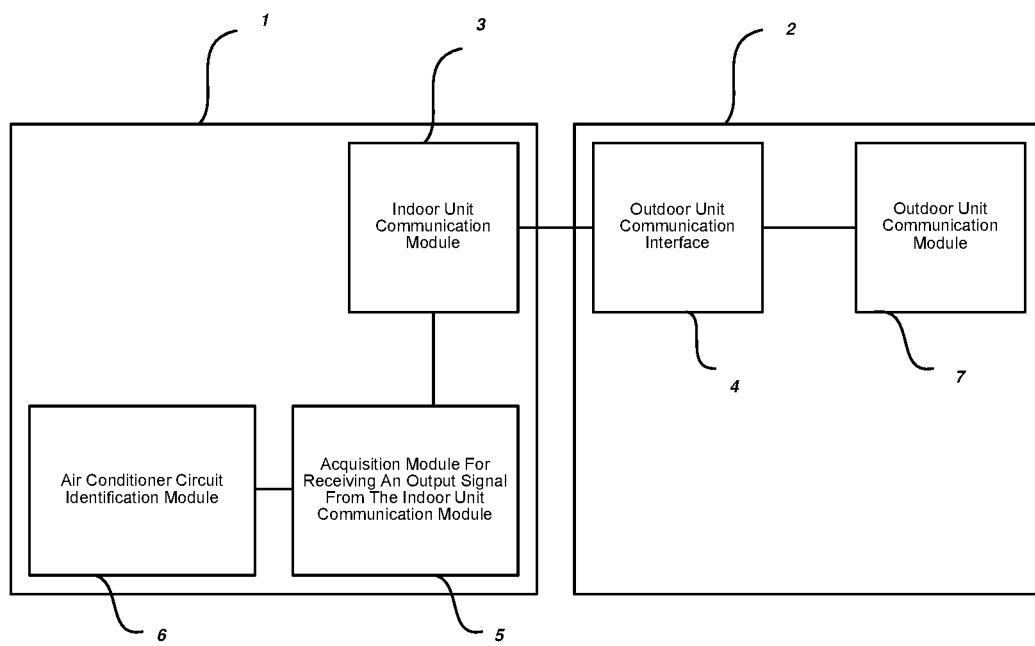 1
3
2
Indoor Unit
Communication
Module
Outdoor Unit
Communication
Interface
Outdoor Unit
Communication
Module
4
7
Air Conditioner Circuit
Identification Module
Acquisition Module For
Receiving An Output Signal
From The Indoor Unit
Communication Module
6
5